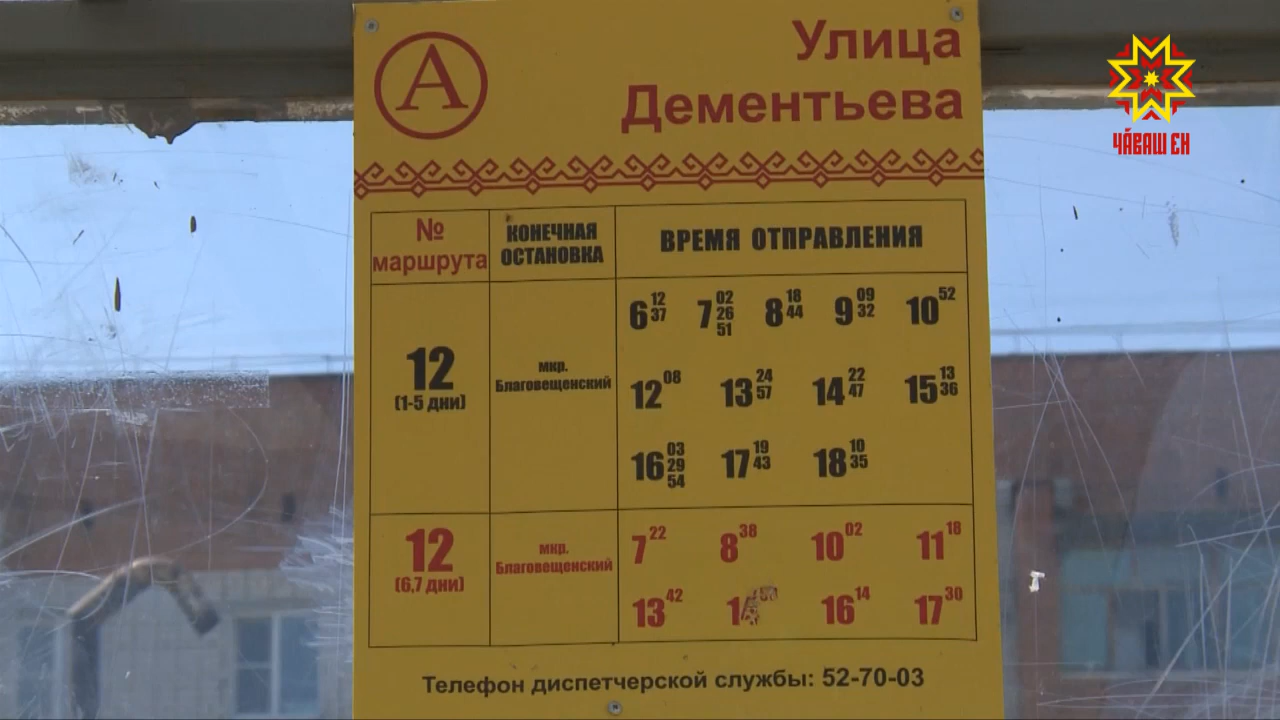 А
Улица
Дементьева
ЧӐВАШ ЕН
№
маршрута
КОНЕЧНАЯ
ОСТАНОВКА
ВРЕМЯ ОТПРАВЛЕНИЯ
12
(1-5 дни)
мкр.
Благовещенский
6 12 37 7 02 26 51 8 18 44 9 09 32 10 52
12 08 13 24 57 14 22 47 15 13 36
16 03 29 54 17 19 43 18 10 35
12
(6,7 дни)
мкр.
Благовещенский
7 22 8 38 10 02 11 18
13 42 16 14 17 30
Телефон диспетчерской службы: 52-70-03